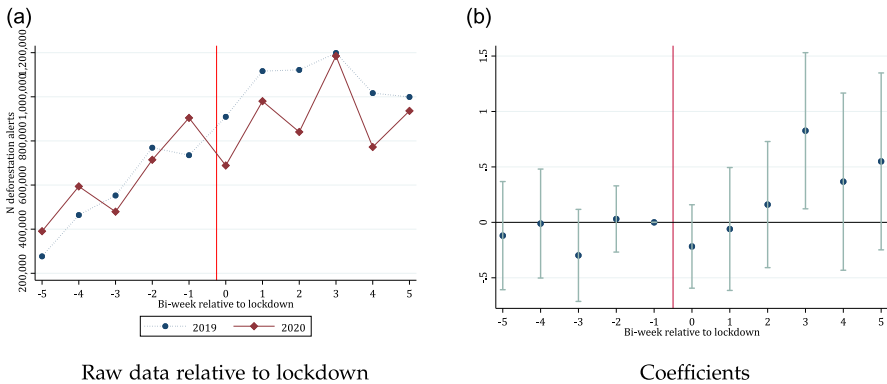 (a)
N deforestation alerts
200,000 400,000 600,000 800,000 1,000,000 1,200,000
-5 -4 -3 -2 -1 0 1 2 3 4 5
Bi-week relative to lockdown
2019 2020
Raw data relative to lockdown
(b)
-.5 0 .5 1 1.5
-5 -4 -3 -2 -1 0 1 2 3 4 5
Bi-week relative to lockdown
Coefficients